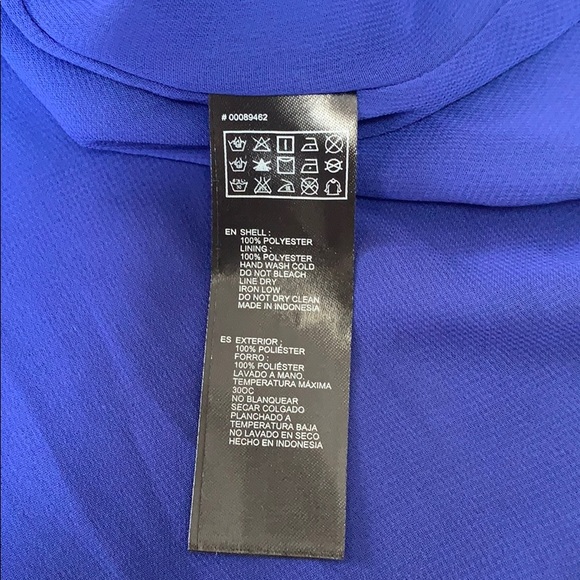 # 00089462
EN SHELL :
100% POLYESTER
LINING :
100% POLYESTER
HAND WASH COLD
DO NOT BLEACH
LINE DRY
IRON LOW
DO NOT DRY CLEAN
MADE IN INDONESIA
ES EXTERIOR :
100% POLIÉSTER
FORRO :
100% POLIÉSTER
LAVADO A MANO.
TEMPERATURA MÁXIMA
30OC
NO BLANQUEAR
SECAR COLGADO
PLANCHADO A
TEMPERATURA BAJA
NO LAVADO EN SECO
HECHO EN INDONESIA